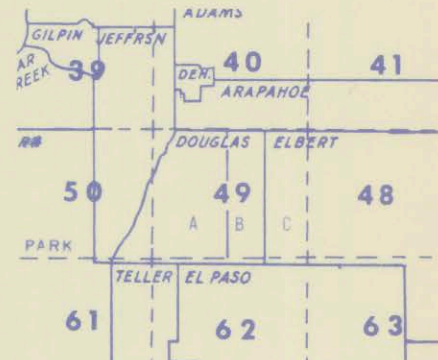 ADAMS
GILPIN JEFFRSN
AR
REEK
39
DEN.
40
41
ARAPAHOE
DOUGLAS ELBERT
50
49
48
A B C
PARK
TELLER EL PASO
61
62
63